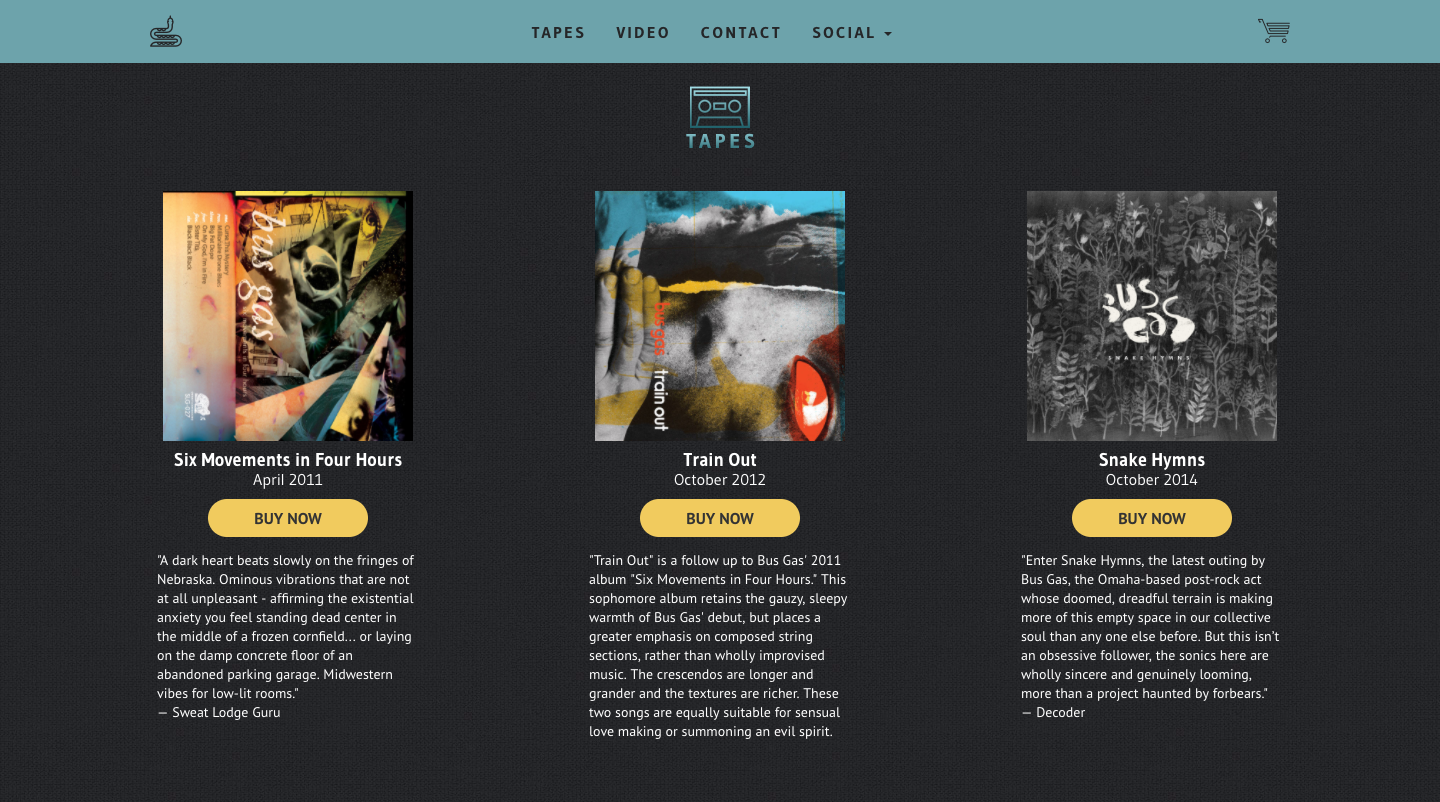 TAPES VIDEO CONTACT SOCIAL
TAPES
bus gas
bus gas train out
BUS GAS
SNAKE HYMNS
Six Movements in Four Hours
April 2011
BUY NOW
"A dark heart beats slowly on the fringes of
Nebraska. Ominous vibrations that are not
at all unpleasant - affirming the existential
anxiety you feel standing dead center in
the middle of a frozen cornfield... or laying
on the damp concrete floor of an
abandoned parking garage. Midwestern
vibes for low-lit rooms."
— Sweat Lodge Guru
Train Out
October 2012
BUY NOW
"Train Out" is a follow up to Bus Gas' 2011
album "Six Movements in Four Hours." This
sophomore album retains the gauzy, sleepy
warmth of Bus Gas' debut, but places a
greater emphasis on composed string
sections, rather than wholly improvised
music. The crescendos are longer and
grander and the textures are richer. These
two songs are equally suitable for sensual
love making or summoning an evil spirit.
Snake Hymns
October 2014
BUY NOW
"Enter Snake Hymns, the latest outing by
Bus Gas, the Omaha-based post-rock act
whose doomed, dreadful terrain is making
more of this empty space in our collective
soul than any one else before. But this isn't
an obsessive follower, the sonics here are
wholly sincere and genuinely looming,
more than a project haunted by forbears."
— Decoder